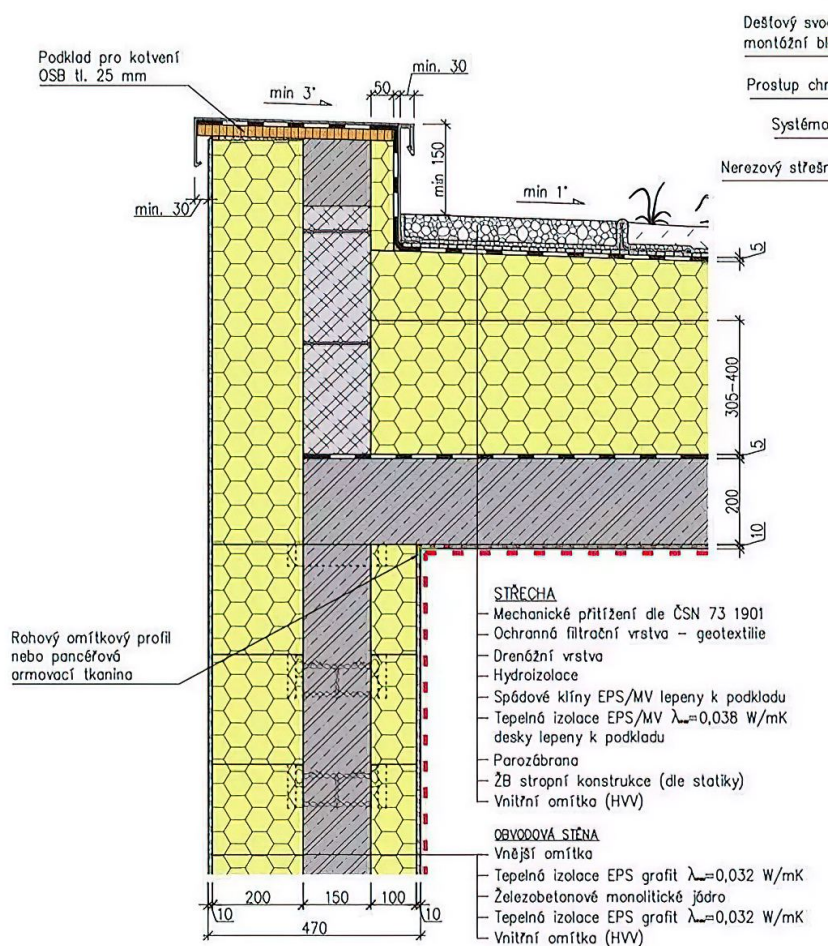 Dešťový svo
montážní bl
Podklad pro kotvení
OSB tl. 25 mm
min 3°
50
min. 30
Prostup chr
Systémo
min 150
Nerezový střešr
min 1°
min. 30
5
305-400
5
200
10
Rohový omítkový profil
nebo pancéřová
armovací tkanina
STŘECHA
Mechanické přitížení dle ČSN 73 1901
Ochranná filtrační vrstva – geotextilie
Drenážní vrstva
Hydroizolace
Spádové klíny EPS/MV lepeny k podkladu
Tepelná izolace EPS/MV λ=0,038 W/mK
desky lepeny k podkladu
Parozábrana
ŽB stropní konstrukce (dle statiky)
Vnitřní omítka (HVV)
OBVODOVÁ STĚNA
Vnější omítka
Tepelná izolace EPS grafit λ=0,032 W/mK
Železobetonové monolitické jádro
Tepelná izolace EPS grafit λ=0,032 W/mK
Vnitřní omítka (HVV)
200 150 100
10 10
470